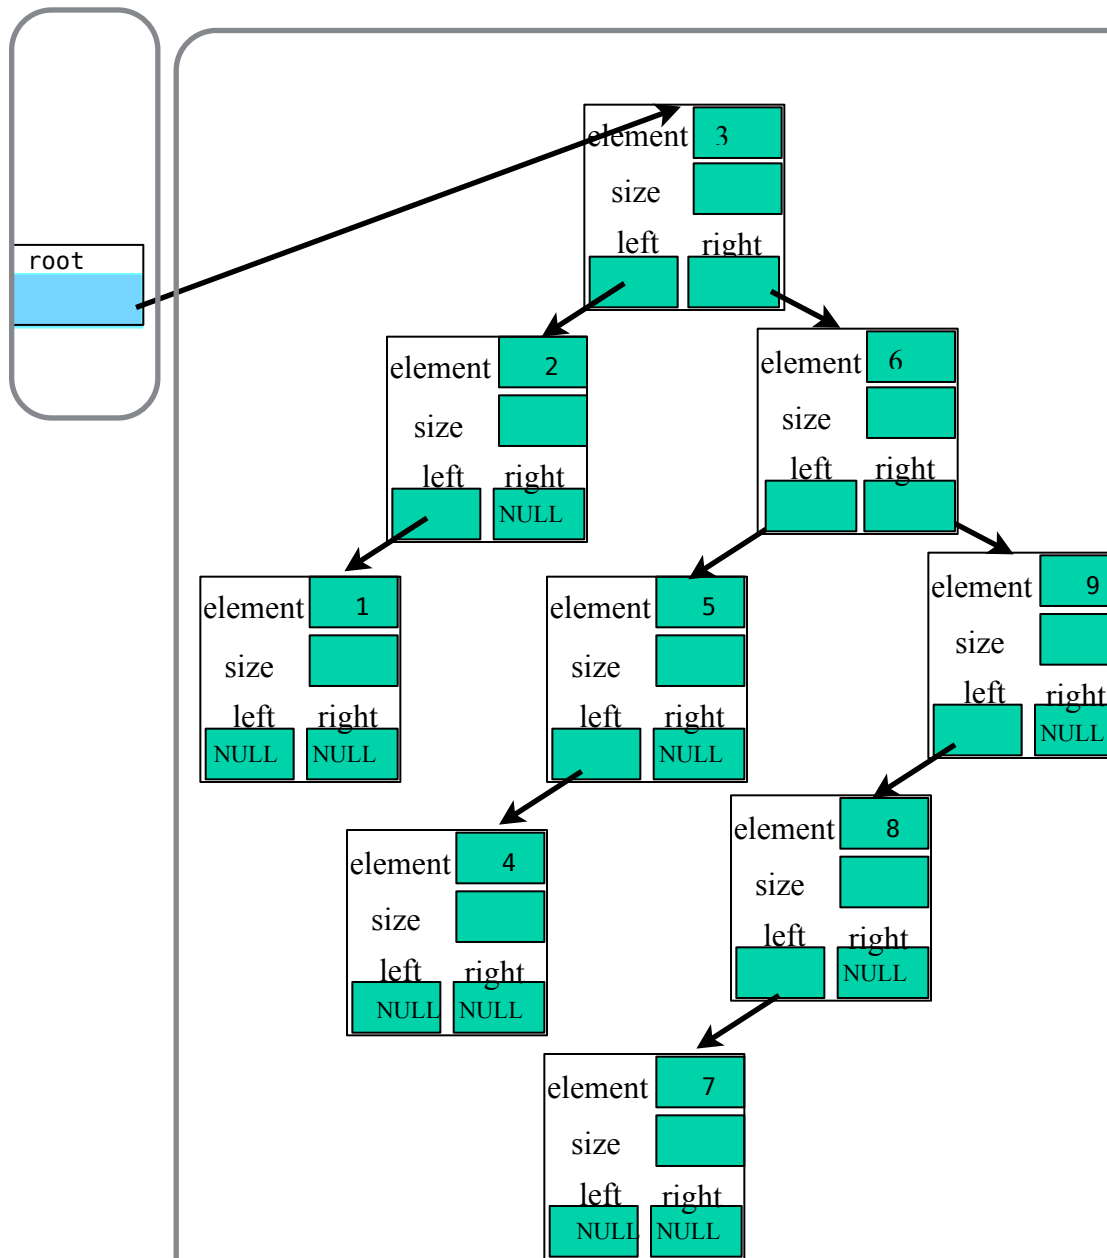 element 3
size
left right
root
element 2
size
left right
NULL
element 6
size
left right
element 1
size
left right
NULL NULL
element 5
size
left right
NULL
element 9
size
left right
NULL
element 4
size
left right
NULL NULL
element 8
size
left right
NULL
element 7
size
left right
NULL NULL